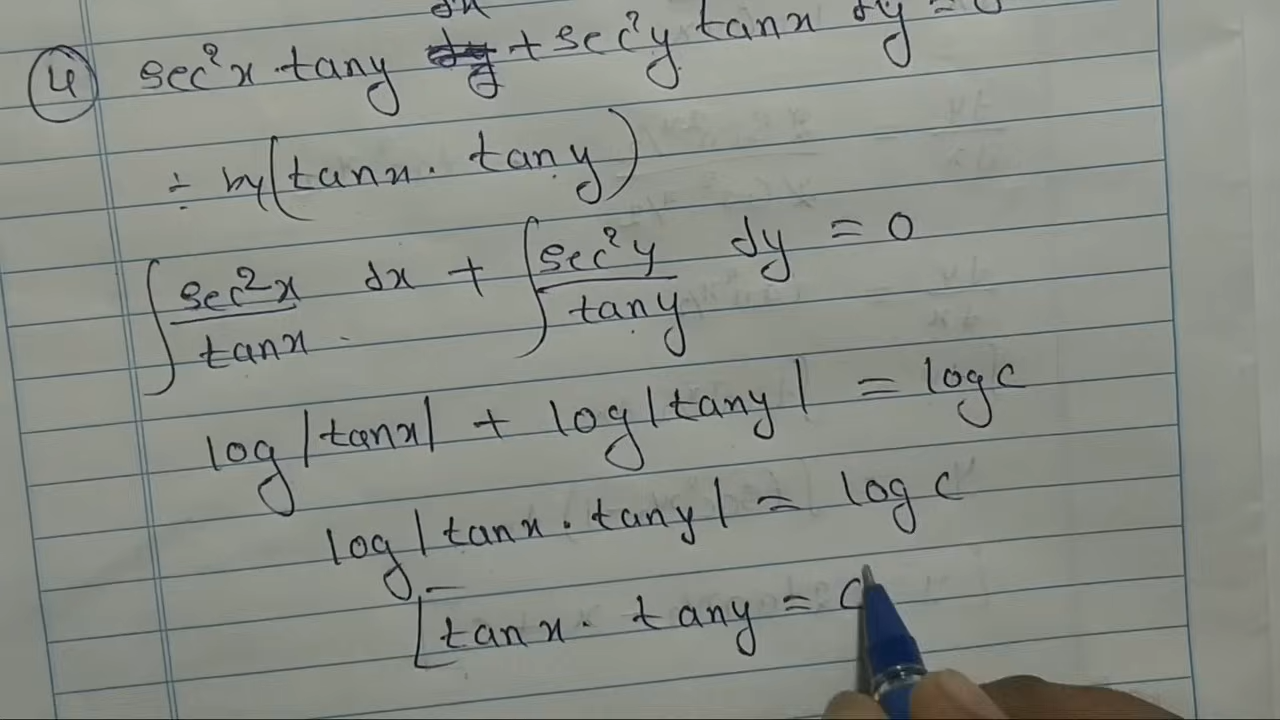 ④ sec²x tany dx + sec²y tanx dy = 0
÷ by (tanx · tany)
∫ sec²x/tanx dx + ∫ sec²y/tany dy = 0
log|tanx| + log|tany| = log c
log|tanx · tany| = log c
tanx · tany = c